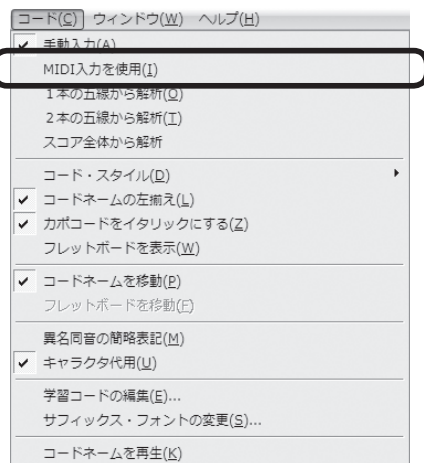 コード(C) ウィンドウ(W) ヘルプ(H)
手動入力(A)
MIDI入力を使用(I)
1本の五線から解析(O)
2本の五線から解析(T)
スコア全体から解析
コード・スタイル(D)
コードネームの左揃え(L)
カポコードをイタリックにする(Z)
フレットボードを表示(W)
コードネームを移動(P)
フレットボードを移動(F)
異名同音の簡略表記(M)
キャラクタ代用(U)
学習コードの編集(E)...
サフィックス・フォントの変更(S)...
コードネームを再生(K)